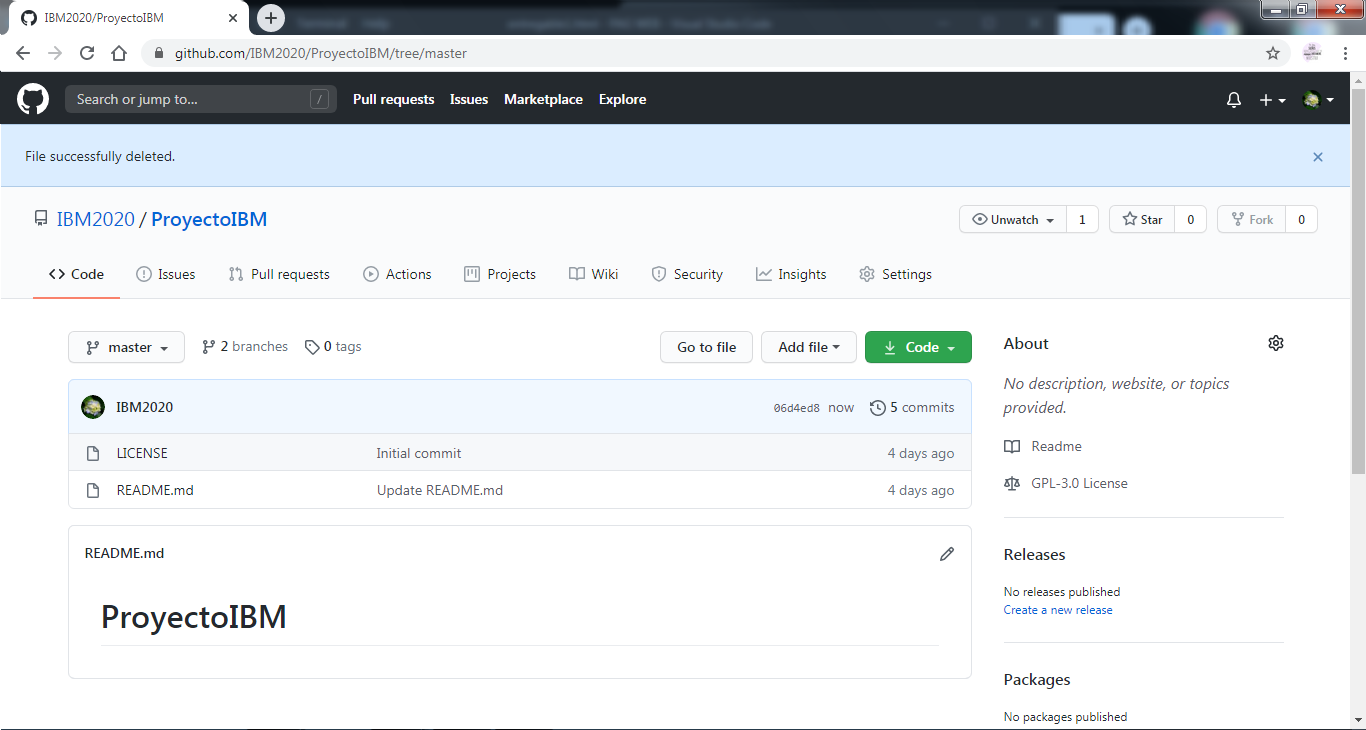 IBM2020/ProyectoIBM
github.com/IBM2020/ProyectoIBM/tree/master
Search or jump to... / Pull requests Issues Marketplace Explore
File successfully deleted.
IBM2020 / ProyectoIBM Unwatch 1 Star 0 Fork 0
Code Issues Pull requests Actions Projects Wiki Security Insights Settings
master 2 branches 0 tags Go to file Add file Code
About
No description, website, or topics
provided.
IBM2020 06d4ed8 now 5 commits
Readme
LICENSE Initial commit 4 days ago
GPL-3.0 License
README.md Update README.md 4 days ago
README.md
Releases
No releases published
Create a new release
ProyectoIBM
Packages
No packages published